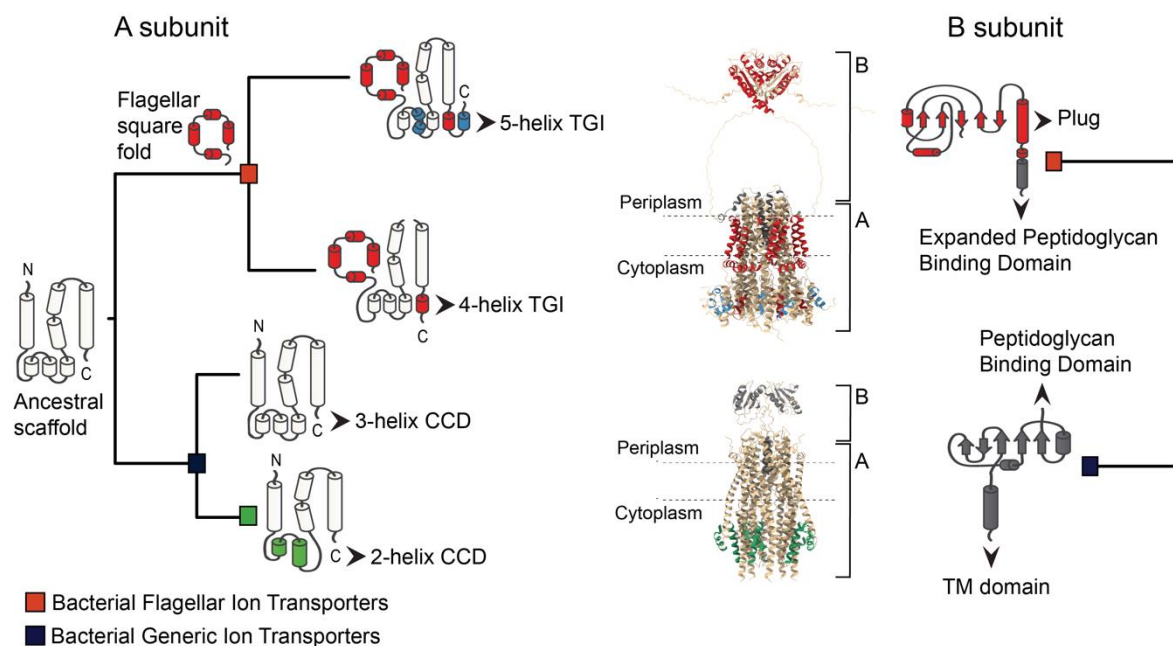 A subunit
B subunit
Flagellar
square
fold
C
5-helix TGI
4-helix TGI
C
N
C
Ancestral
scaffold
N
C
3-helix CCD
N
C
2-helix CCD
Bacterial Flagellar Ion Transporters
Bacterial Generic Ion Transporters
B
Periplasm
A
Cytoplasm
B
Periplasm
A
Cytoplasm
Plug
Expanded Peptidoglycan
Binding Domain
Peptidoglycan
Binding Domain
TM domain